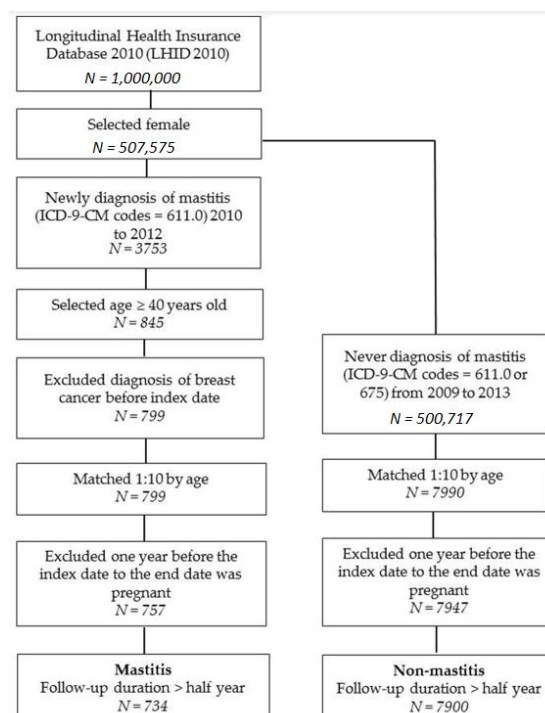 Longitudinal Health Insurance
Database 2010 (LHID 2010)
N = 1,000,000
Selected female
N = 507,575
Newly diagnosis of mastitis
(ICD-9-CM codes = 611.0) 2010
to 2012
N = 3753
Selected age ≥ 40 years old
N = 845
Excluded diagnosis of breast
cancer before index date
N = 799
Matched 1:10 by age
N = 799
Excluded one year before the
index date to the end date was
pregnant
N = 757
Mastitis
Follow-up duration > half year
N = 734
Never diagnosis of mastitis
(ICD-9-CM codes = 611.0 or
675) from 2009 to 2013
N = 500,717
Matched 1:10 by age
N = 7990
Excluded one year before the
index date to the end date was
pregnant
N = 7947
Non-mastitis
Follow-up duration > half year
N = 7900